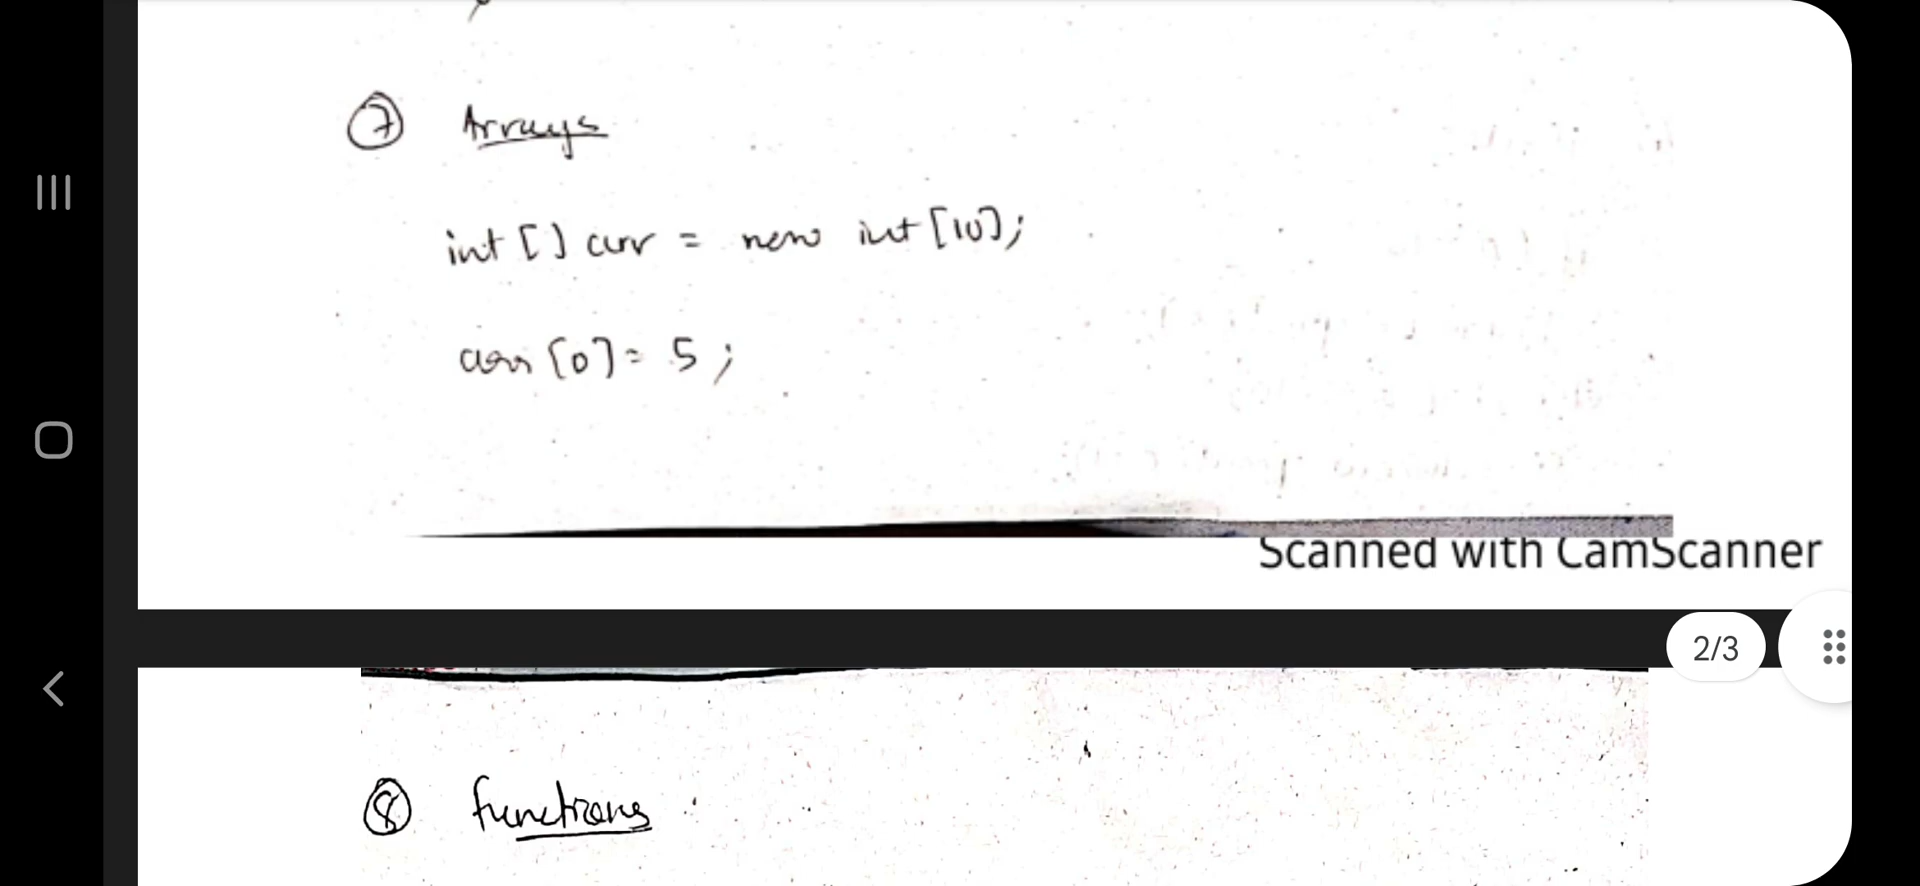 7 Arrays
int [] arr = new int [10];
arr [0] = 5 ;
Scanned with CamScanner
2/3
8 functions